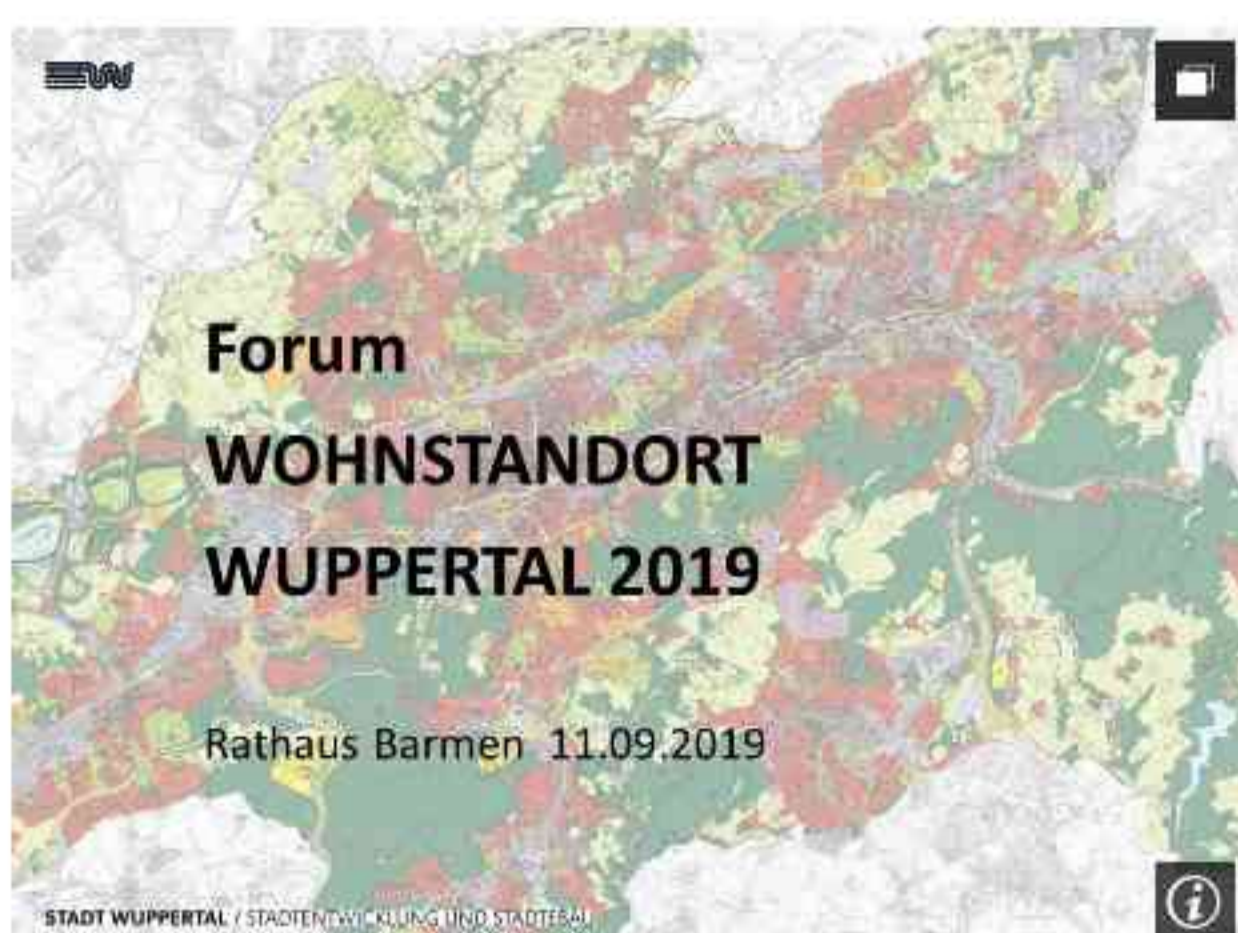 Forum
WOHNSTANDORT
WUPPERTAL 2019
Rathaus Barmen 11.09.2019
STADT WUPPERTAL / STADTENTWICKLUNG UND STÄDTEBAU